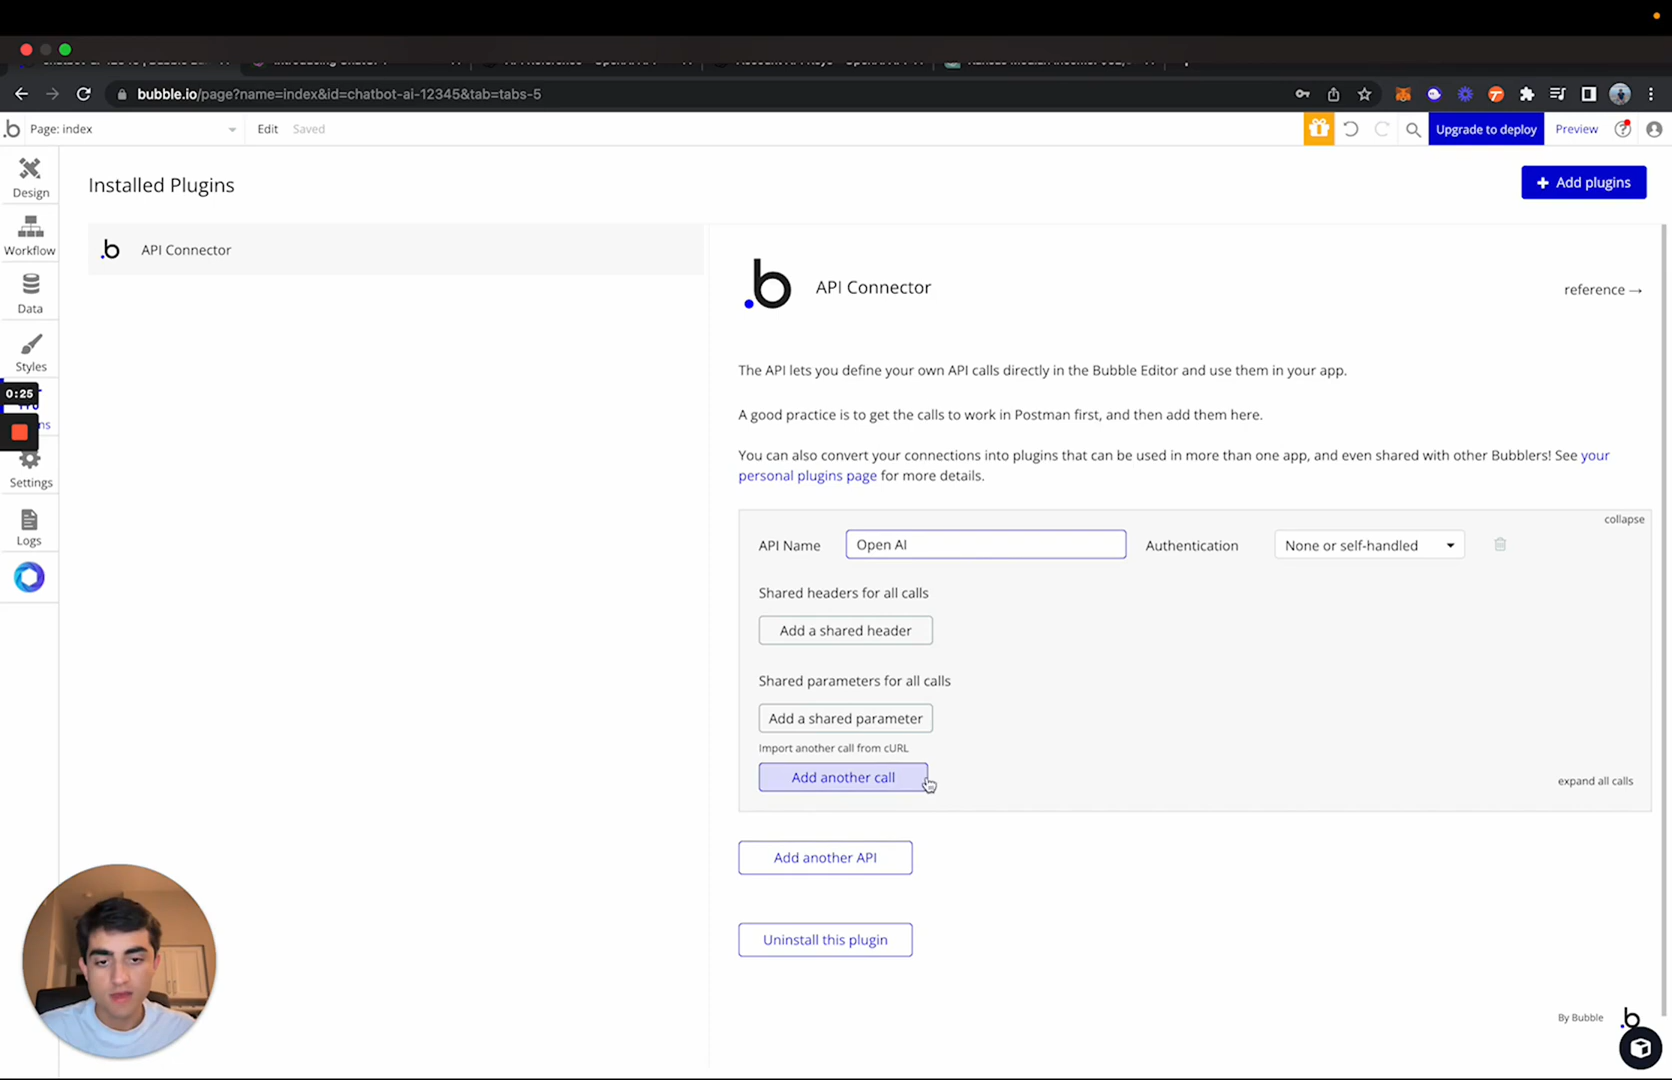 bubble.io/page?name=index&id=chatbot-ai-12345&tab=tabs-5
Page: index
Edit
Saved
Upgrade to deploy
Preview
Design
Workflow
Data
Styles
0:25
ns
Settings
Logs
Installed Plugins
Add plugins
API Connector
API Connector
reference →
The API lets you define your own API calls directly in the Bubble Editor and use them in your app.
A good practice is to get the calls to work in Postman first, and then add them here.
You can also convert your connections into plugins that can be used in more than one app, and even shared with other Bubblers! See your
personal plugins page for more details.
collapse
API Name
Open AI
Authentication
None or self-handled
Shared headers for all calls
Add a shared header
Shared parameters for all calls
Add a shared parameter
Import another call from cURL
Add another call
expand all calls
Add another API
Uninstall this plugin
By Bubble